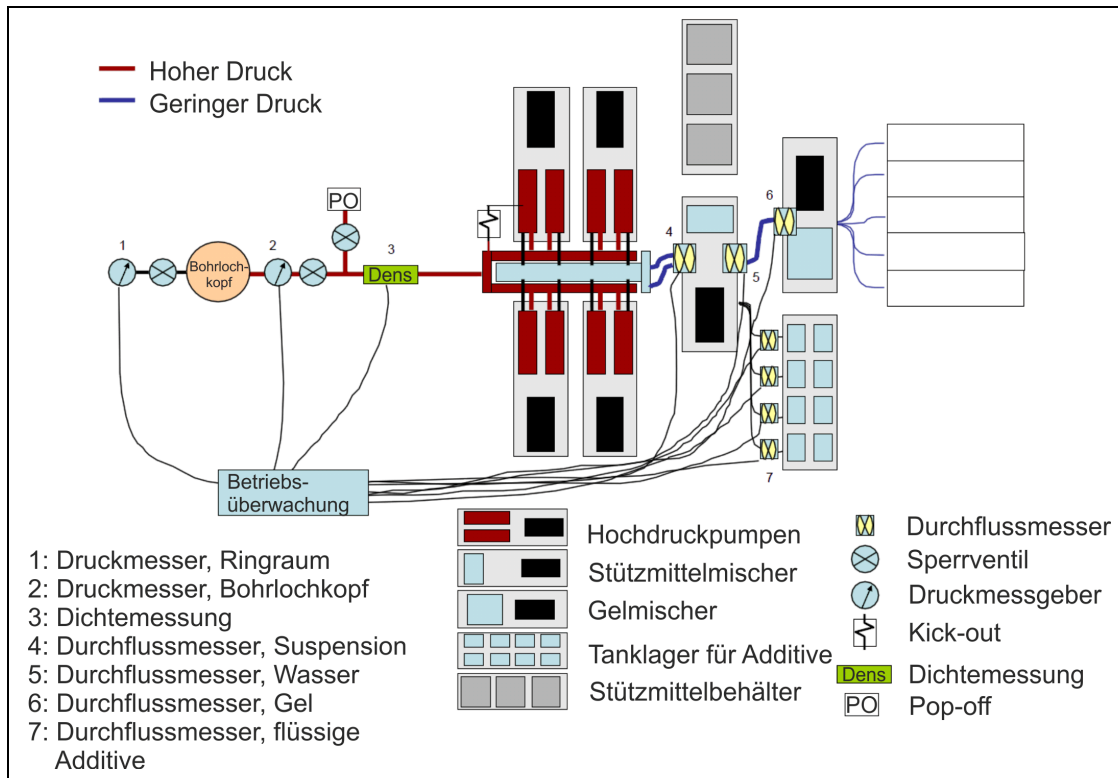 Hoher Druck
Geringer Druck
PO
1
Bohrloch-
kopf
2
3
Dens
4
5
6
7
Betriebs-
überwachung
1: Druckmesser, Ringraum
2: Druckmesser, Bohrlochkopf
3: Dichtemessung
4: Durchflussmesser, Suspension
5: Durchflussmesser, Wasser
6: Durchflussmesser, Gel
7: Durchflussmesser, flüssige
Additive
Hochdruckpumpen
Stützmittelmischer
Gelmischer
Tanklager für Additive
Stützmittelbehälter
Durchflussmesser
Sperrventil
Druckmessgeber
Kick-out
Dens Dichtemessung
PO Pop-off